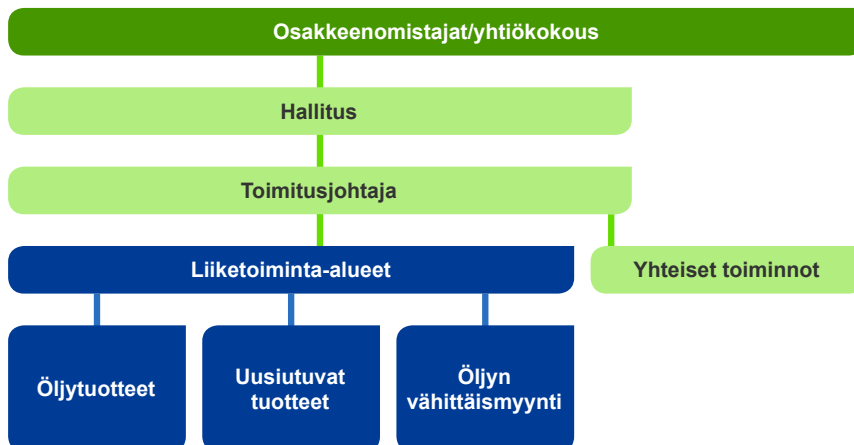 Osakkeenomistajat/yhtiökokous
Hallitus
Toimitusjohtaja
Liiketoiminta-alueet
Yhteiset toiminnot
Öljytuotteet
Uusiutuvat
tuotteet
Öljyn
vähittäismyynti